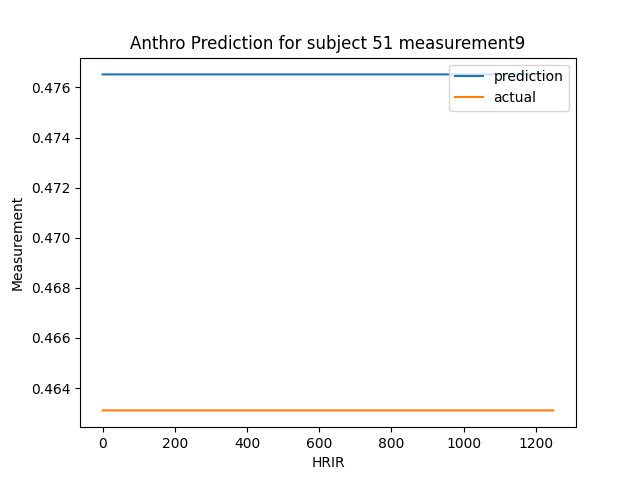 Anthro Prediction for subject 51 measurement9
prediction
actual
Measurement
0.476
0.474
0.472
0.470
0.468
0.466
0.464
0
200
400
600
800
1000
1200
HRIR